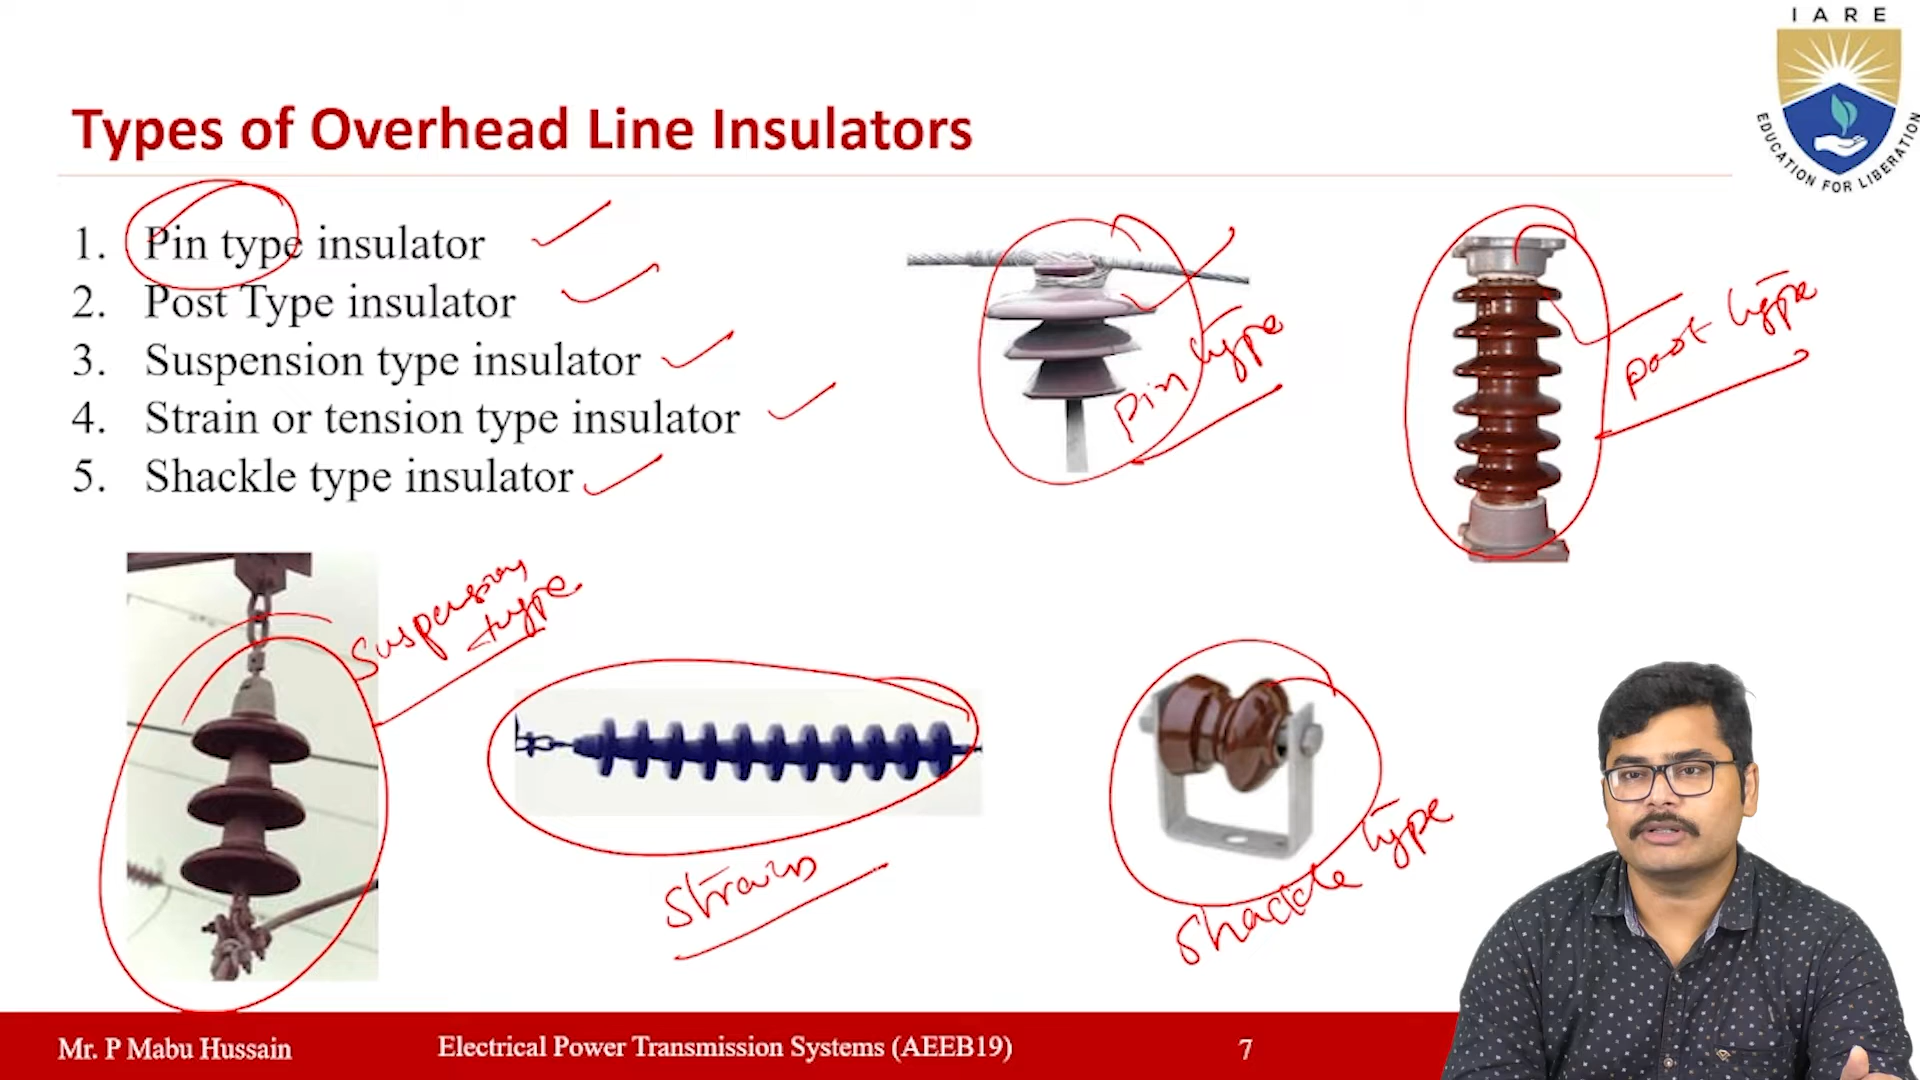 IARE
EDUCATION FOR LIBERATION
Types of Overhead Line Insulators
1. Pin type insulator
2. Post Type insulator
3. Suspension type insulator
4. Strain or tension type insulator
5. Shackle type insulator
Pin type
post type
Suspension
type
Strain
Shackle type
Mr. P Mabu Hussain
Electrical Power Transmission Systems (AEEB19)
7